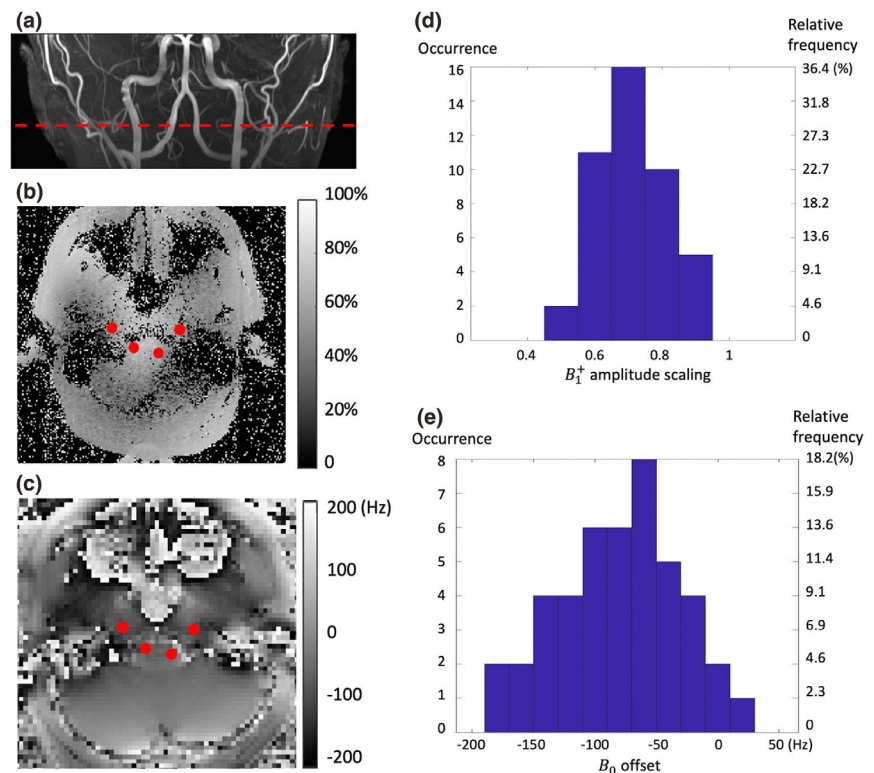 (a)
(b)
100%
80%
60%
40%
20%
0
(c)
200 (Hz)
100
0
-100
-200
(d)
Occurrence
Relative
frequency
16
14
12
10
8
6
4
2
0
36.4 (%)
31.8
27.3
22.7
18.2
13.6
9.1
4.6
0
0.4 0.6 0.8 1
B₁⁺ amplitude scaling
(e)
Occurrence
Relative
frequency
8
7
6
5
4
3
2
1
0
18.2(%)
15.9
13.6
11.4
9.1
6.8
4.6
2.3
0
-200 -150 -100 -50 0 50 (Hz)
B₀ offset